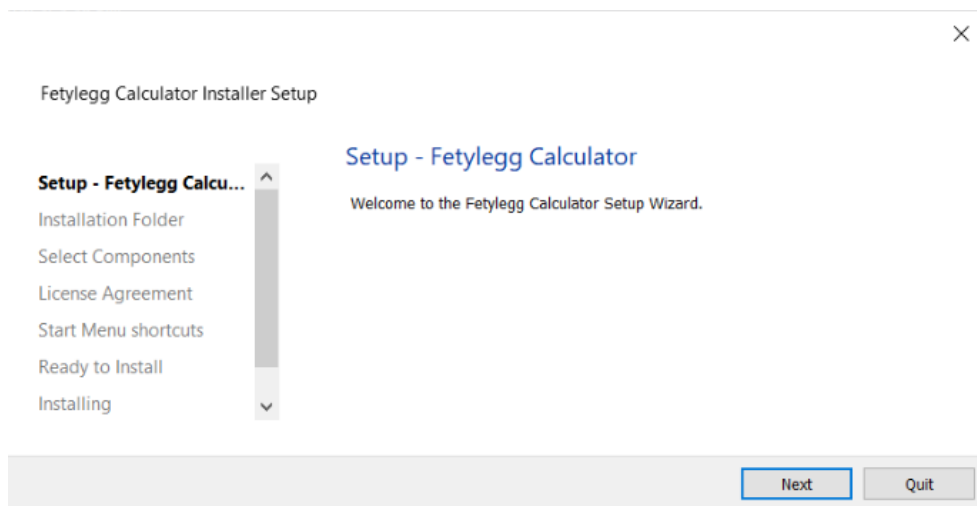 Fetylegg Calculator Installer Setup
Setup - Fetylegg Calcu...
Installation Folder
Select Components
License Agreement
Start Menu shortcuts
Ready to Install
Installing
Setup - Fetylegg Calculator
Welcome to the Fetylegg Calculator Setup Wizard.
Next
Quit